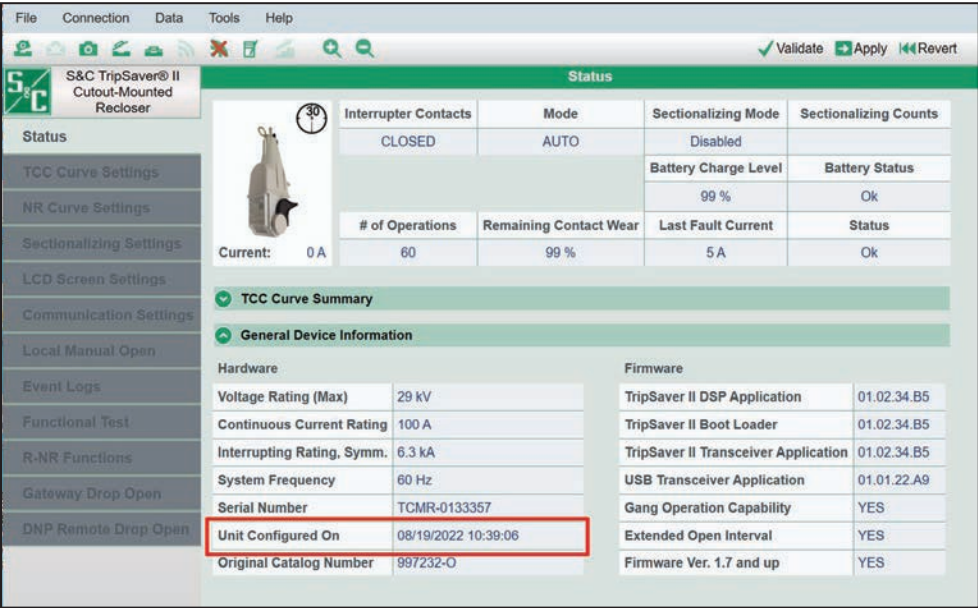 File Connection Data Tools Help
Validate Apply Revert
S&C
S&C TripSaver® II
Cutout-Mounted
Recloser
Status
Status
TCC Curve Settings
NR Curve Settings
Sectionalizing Settings
LCD Screen Settings
Communication Settings
Local Manual Open
Event Logs
Functional Test
R-NR Functions
Gateway Drop Open
DNP Remote Drop Open
30
Current: 0 A
Interrupter Contacts Mode Sectionalizing Mode Sectionalizing Counts
CLOSED AUTO Disabled
Battery Charge Level Battery Status
99 % Ok
# of Operations Remaining Contact Wear Last Fault Current Status
60 99 % 5 A Ok
TCC Curve Summary
General Device Information
Hardware
Voltage Rating (Max) 29 kV
Continuous Current Rating 100 A
Interrupting Rating, Symm. 6.3 kA
System Frequency 60 Hz
Serial Number TCMR-0133357
Unit Configured On 08/19/2022 10:39:06
Original Catalog Number 997232-O
Firmware
TripSaver II DSP Application 01.02.34.B5
TripSaver II Boot Loader 01.02.34.B5
TripSaver II Transceiver Application 01.02.34.B5
USB Transceiver Application 01.01.22.A9
Gang Operation Capability YES
Extended Open Interval YES
Firmware Ver. 1.7 and up YES